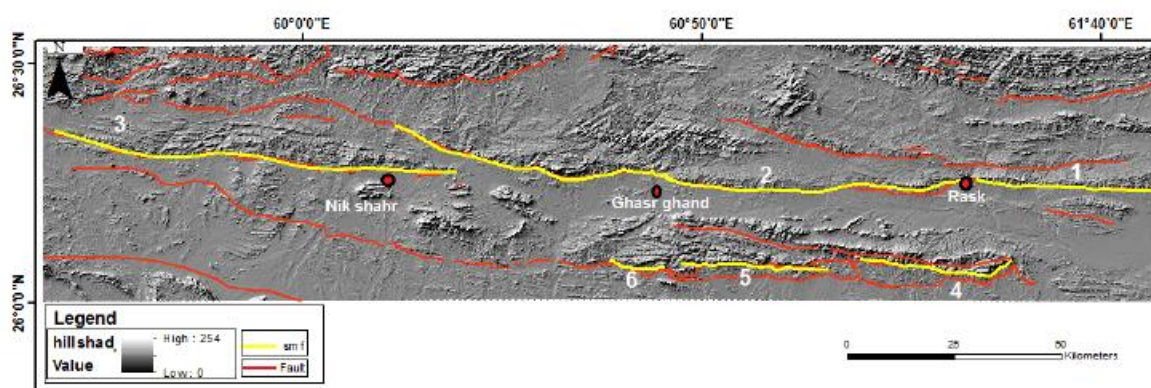 60°0'0"E 60°50'0"E 61°40'0"E
26°30'0"N
N
3
2
1
Nik shahr
Ghasr ghand
Rask
6
5
4
26°0'0"N
Legend
hillshad
Value
High : 254
Low : 0
smf
Fault
0 25 50
Kilometers